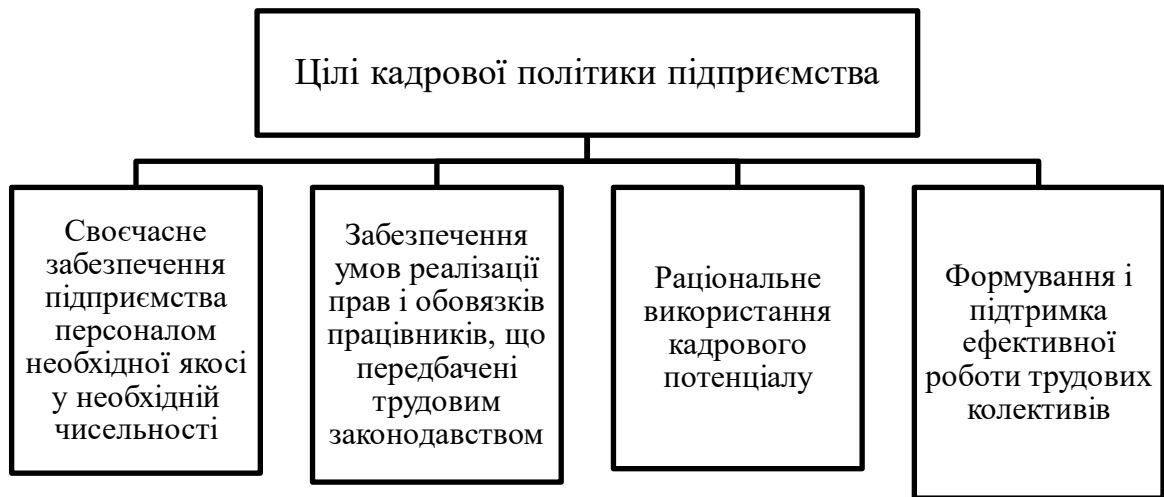 Цілі кадрової політики підприємства
Своєчасне
забезпечення
підприємства
персоналом
необхідної якосі
у необхідній
чисельності
Забезпечення
умов реалізації
прав і обовязків
працівників, що
передбачені
трудовим
законодавством
Раціональне
використання
кадрового
потенціалу
Формування і
підтримка
ефективної
роботи трудових
колективів